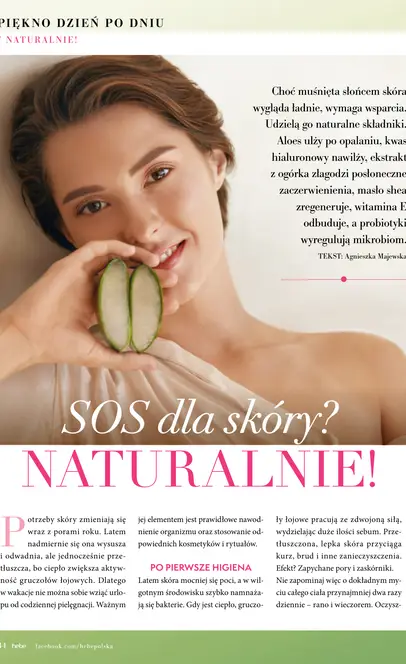 PIĘKNO DZIEŃ PO DNIU
NATURALNIE!
Choć muśnięta słońcem skóra
wygląda ładnie, wymaga wsparcia.
Udzielą go naturalne składniki.
Aloes ulży po opalaniu, kwas
hialuronowy nawilży, ekstrakt
z ogórka złagodzi posłoneczne
zaczerwienienia, masło shea
zregeneruje, witamina E
odbuduje, a probiotyki
wyregulują mikrobiom.
TEKST: Agnieszka Majewska
SOS dla skóry?
NATURALNIE!
Potrzeby skóry zmieniają się
wraz z porami roku. Latem
nadmiernie się ona wysusza
i odwadnia, ale jednocześnie prze-
tłuszcza, bo ciepło zwiększa aktyw-
ność gruczołów łojowych. Dlatego
w wakacje nie można sobie wziąć urlo-
pu od codziennej pielęgnacji. Ważnym
jej elementem jest prawidłowe nawod-
nienie organizmu oraz stosowanie od-
powiednich kosmetyków i rytuałów.
PO PIERWSZE HIGIENA
Latem skóra mocniej się poci, a w wil-
gotnym środowisku szybko namnaża-
ją się bakterie. Gdy jest ciepło, gruczo-
ły łojowe pracują ze zdwojoną siłą,
wydzielając duże ilości sebum. Prze-
tłuszczona, lepka skóra przyciąga
kurz, brud i inne zanieczyszczenia.
Efekt? Zapychane pory i zaskórniki.
Nie zapominaj więc o dokładnym my-
ciu całego ciała przynajmniej dwa razy
dziennie – rano i wieczorem. Oczysz-
hebe facebook.com/hebepolska